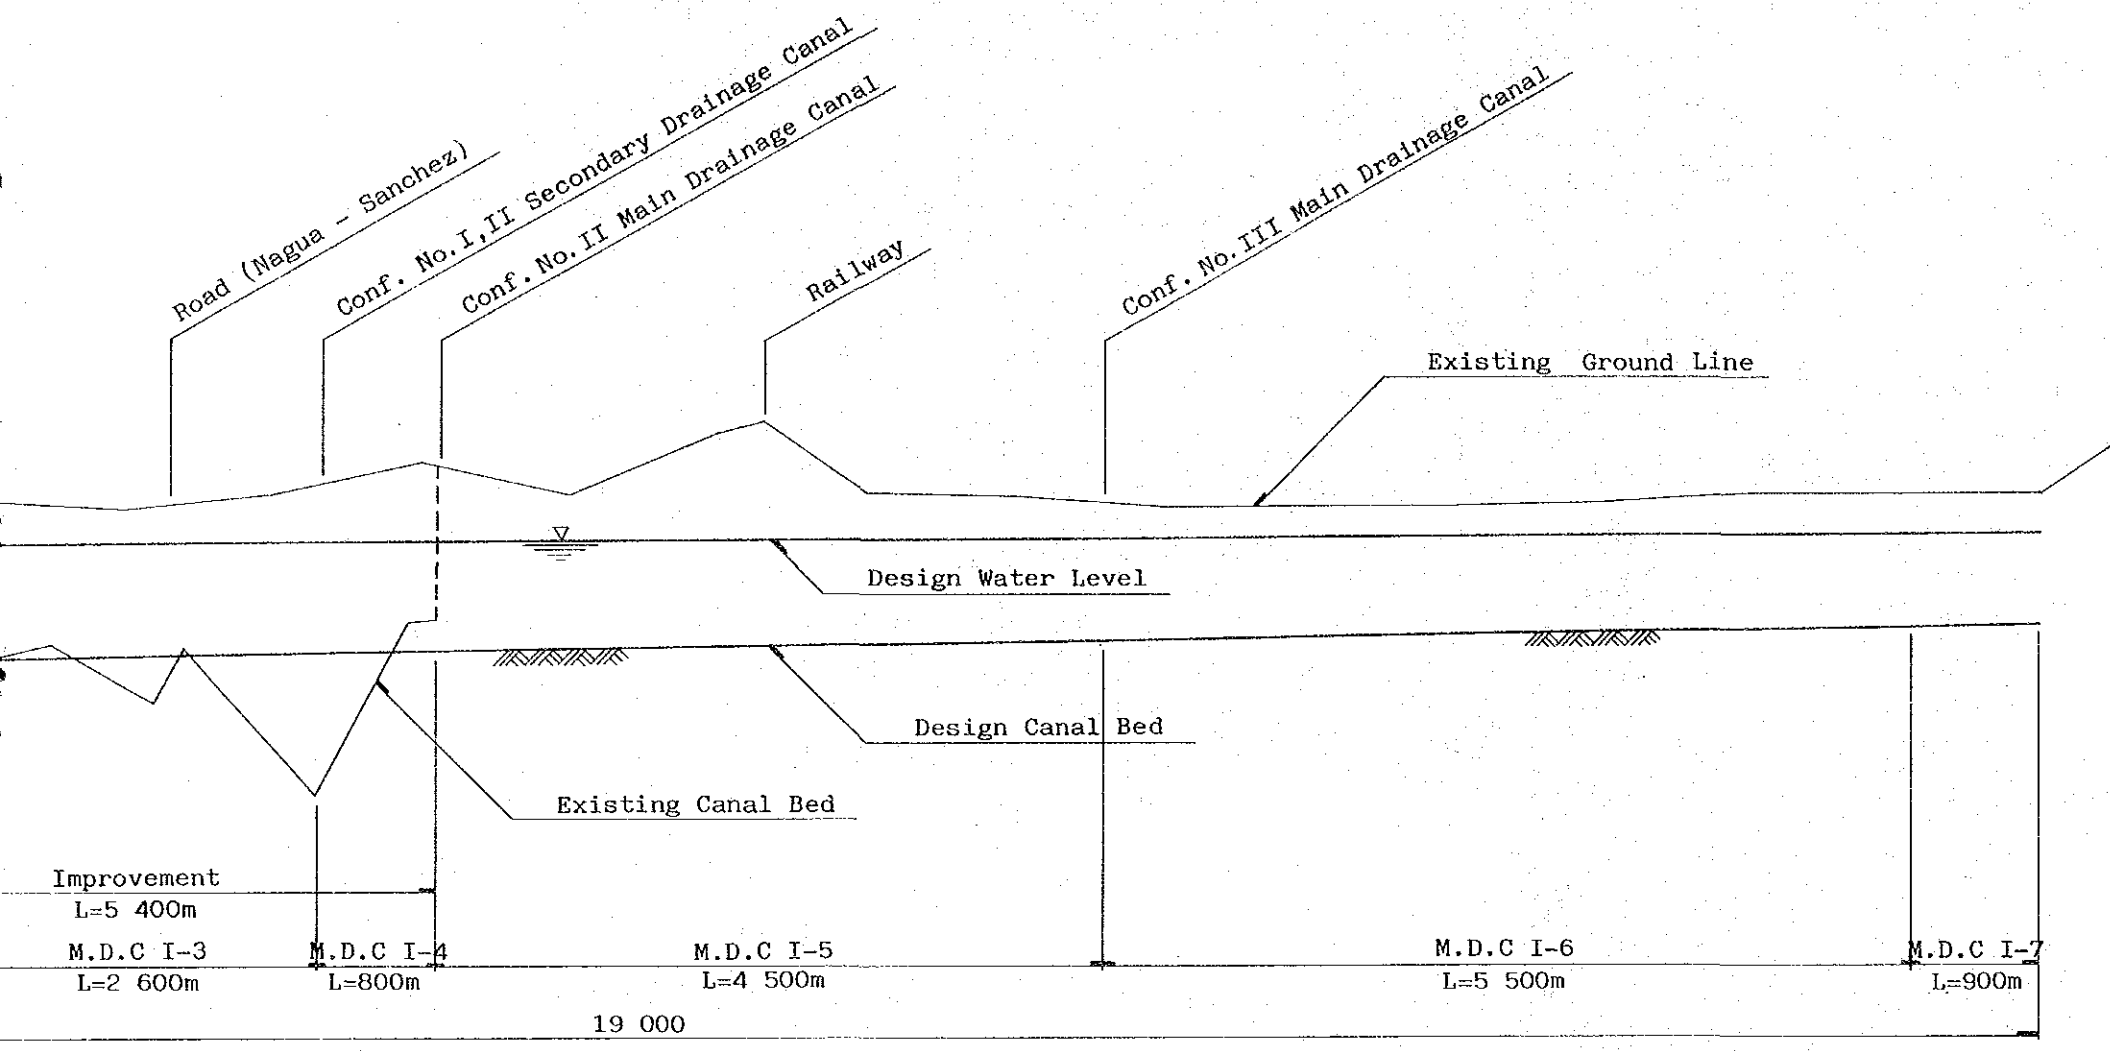 Road (Nagua - Sanchez)
Conf. No.I,II Secondary Drainage Canal
Conf. No.II Main Drainage Canal
Railway
Conf. No.III Main Drainage Canal
Existing Ground Line
Design Water Level
Design Canal Bed
Existing Canal Bed
Improvement
L=5 400m
M.D.C I-3
L=2 600m
M.D.C I-4
L=800m
M.D.C I-5
L=4 500m
M.D.C I-6
L=5 500m
M.D.C I-7
L=900m
19 000